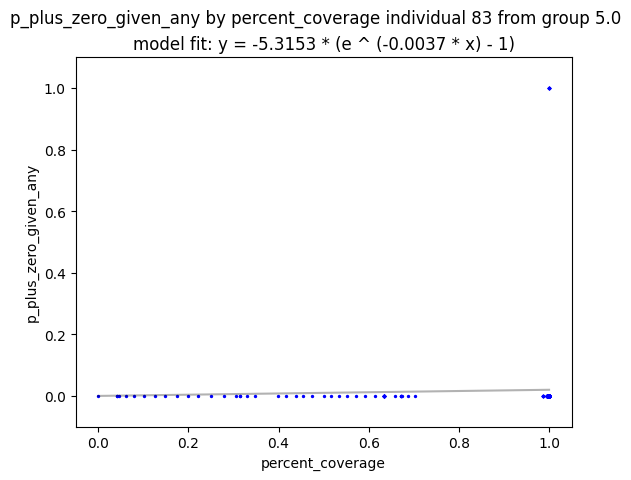 p_plus_zero_given_any by percent_coverage individual 83 from group 5.0
model fit: y = -5.3153 * (e ^ (-0.0037 * x) - 1)
1.0
0.8
0.6
0.4
0.2
0.0
p_plus_zero_given_any
0.0 0.2 0.4 0.6 0.8 1.0
percent_coverage